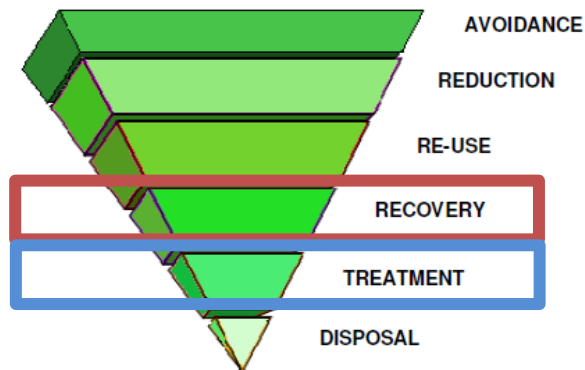 AVOIDANCE
REDUCTION
RE-USE
RECOVERY
TREATMENT
DISPOSAL